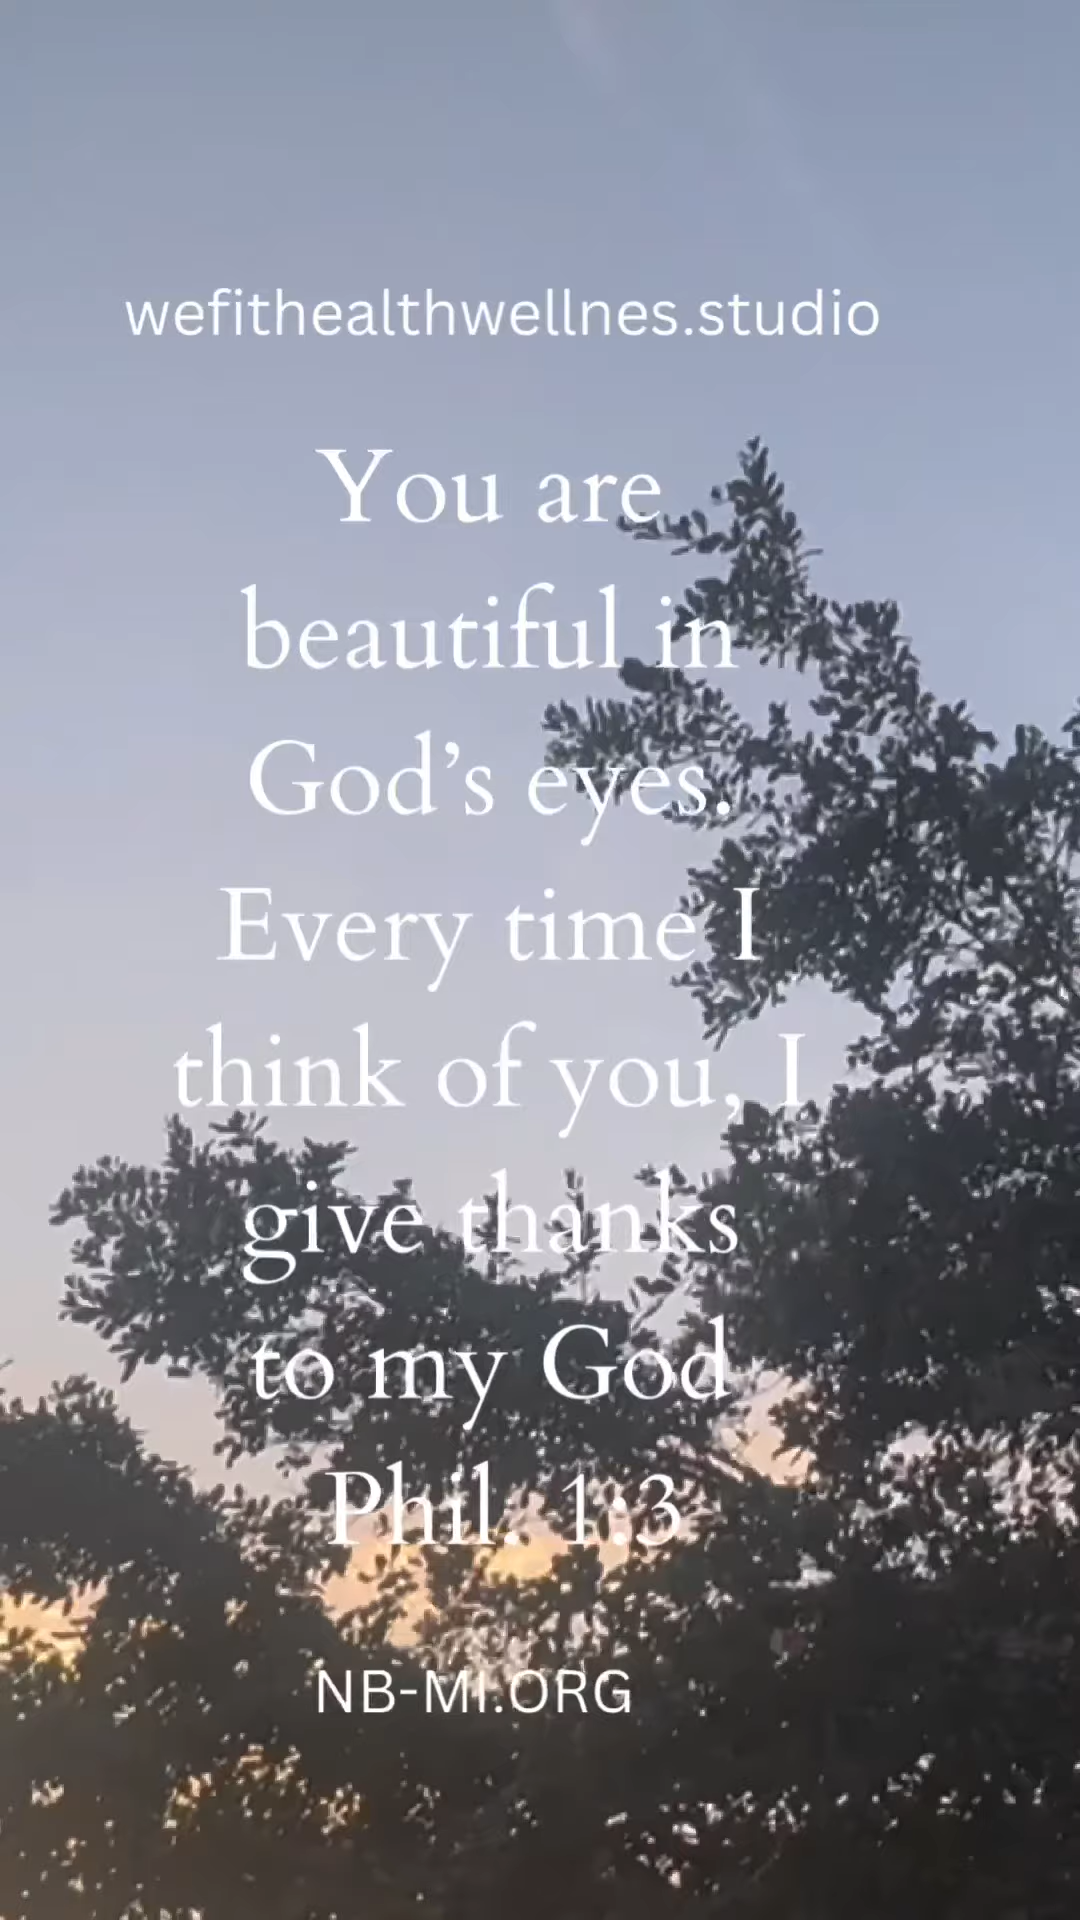 wefithealthwellnes.studio
You are
beautiful in
God's eyes.
Every time I
think of you, I
give thanks
to my God
Phil. 1:3
NB-MI.ORG